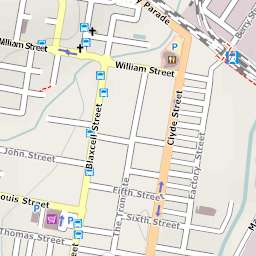 Parade
Berry Str
William Street
William Street
Clyde Street
Blaxcell Street
Factory Street
John Street
Fifth Street
The Trongate
Louis Street
Sixth Street
Thomas Street
P
P
P